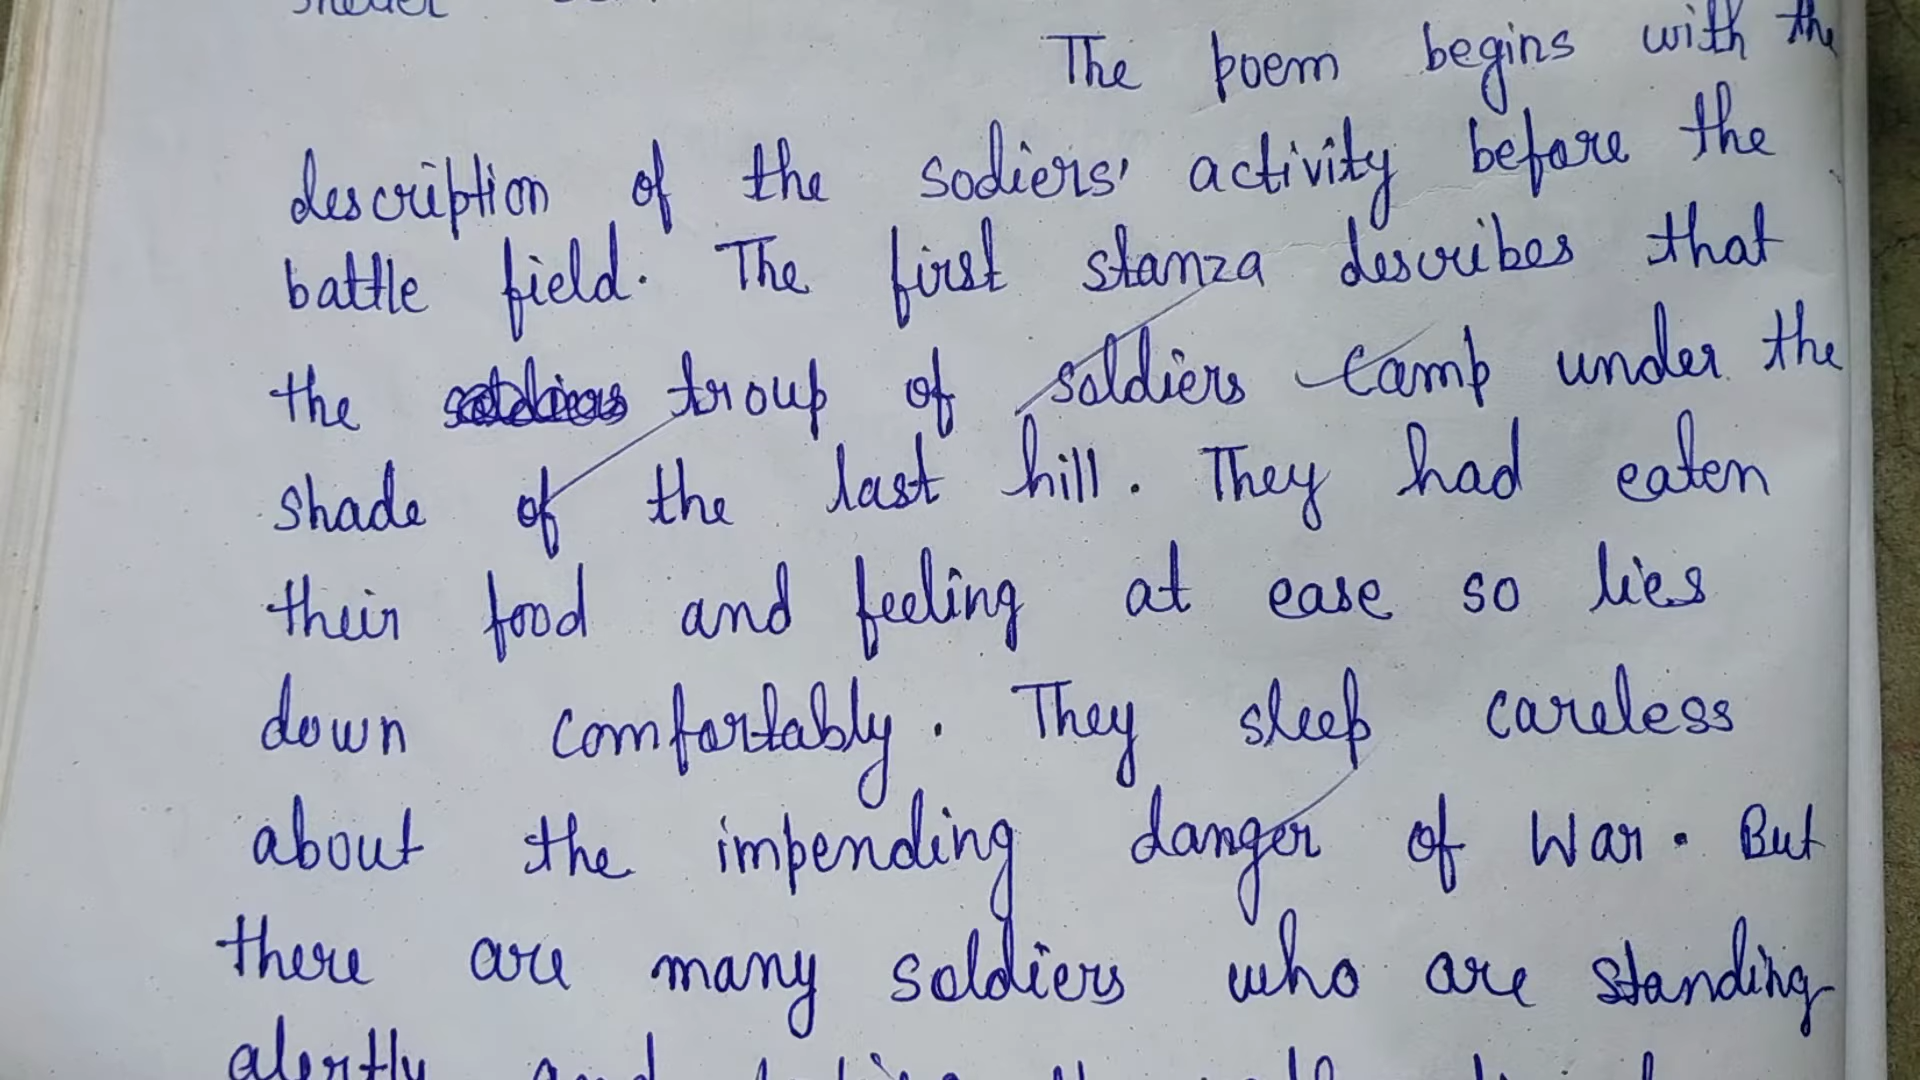 The poem begins with the
description of the sodiers' activity before the
battle field. The first stanza describes that
the troup of soldiers camp under the
shade of the last hill. They had eaten
their food and feeling at ease so lies
down comfortably. They sleep careless
about the impending danger of war. But
there are many soldiers who are standing
alertly and